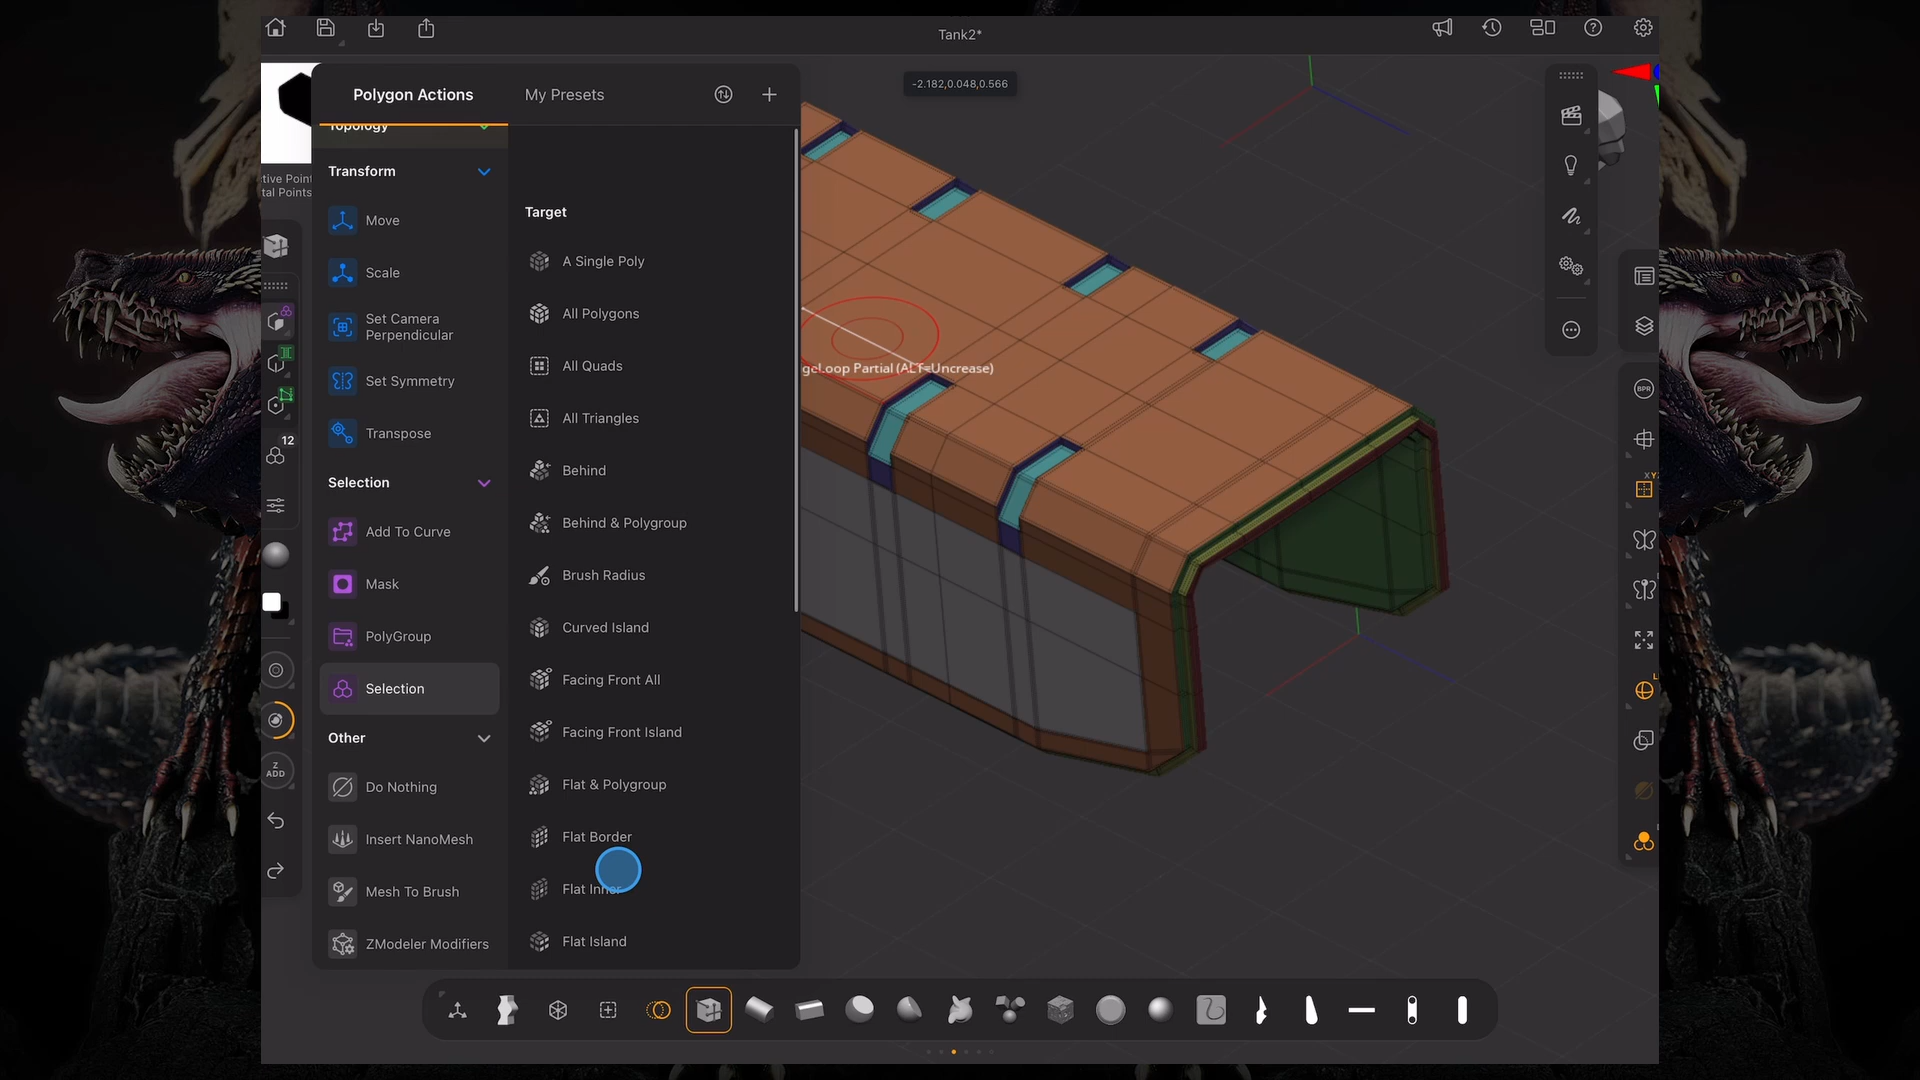 Tank2*
-2.182,0.048,0.566
Polygon Actions
My Presets
Topology
Transform
Move
Scale
Set Camera
Perpendicular
Set Symmetry
Transpose
Selection
Add To Curve
Mask
PolyGroup
Selection
Other
Do Nothing
Insert NanoMesh
Mesh To Brush
ZModeler Modifiers
Target
A Single Poly
All Polygons
All Quads
All Triangles
Behind
Behind & Polygroup
Brush Radius
Curved Island
Facing Front All
Facing Front Island
Flat & Polygroup
Flat Border
Flat Inner
Flat Island
tive Point
tal Points
12
Z
ADD
geLoop Partial (ALT=Uncrease)
BPR
XY